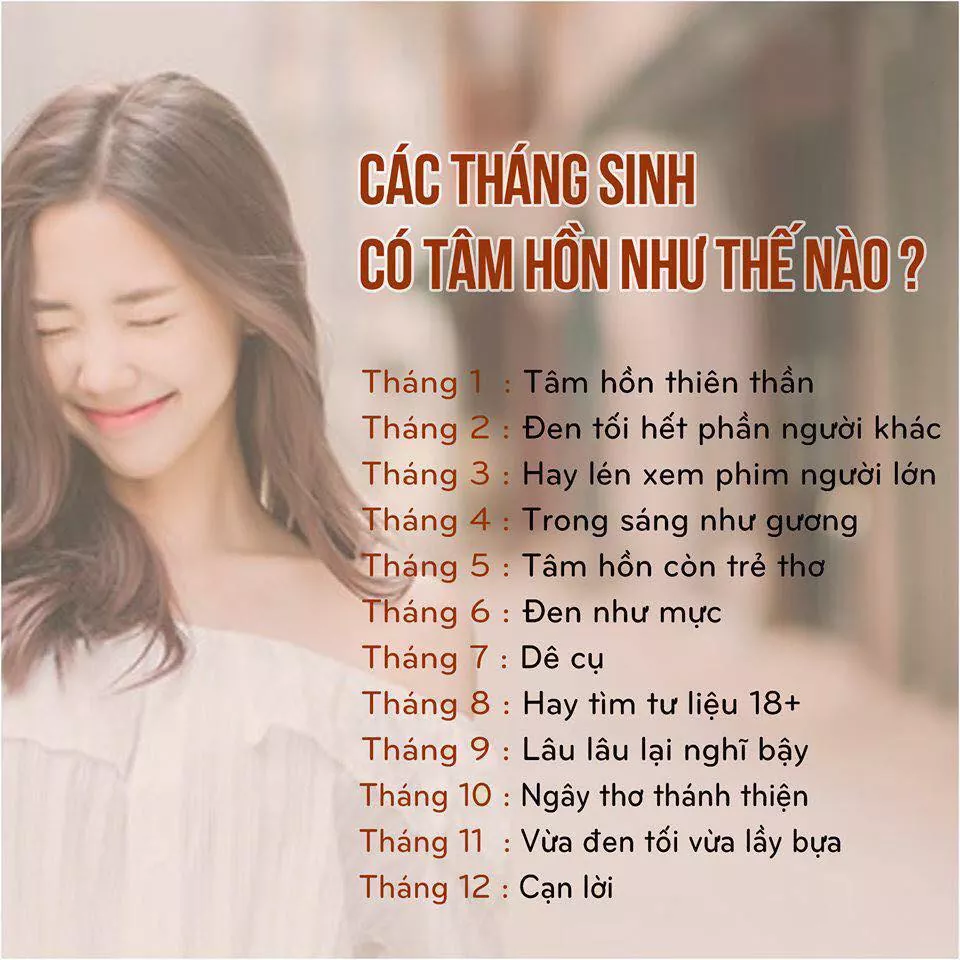 CÁC THÁNG SINH
CÓ TÂM HỒN NHƯ THẾ NÀO ?
Tháng 1 : Tâm hồn thiên thần
Tháng 2 : Đen tối hết phần người khác
Tháng 3 : Hay lén xem phim người lớn
Tháng 4 : Trong sáng như gương
Tháng 5 : Tâm hồn còn trẻ thơ
Tháng 6 : Đen như mực
Tháng 7 : Dê cụ
Tháng 8 : Hay tìm tư liệu 18+
Tháng 9 : Lâu lâu lại nghĩ bậy
Tháng 10 : Ngây thơ thánh thiện
Tháng 11 : Vừa đen tối vừa lầy bựa
Tháng 12 : Cạn lời